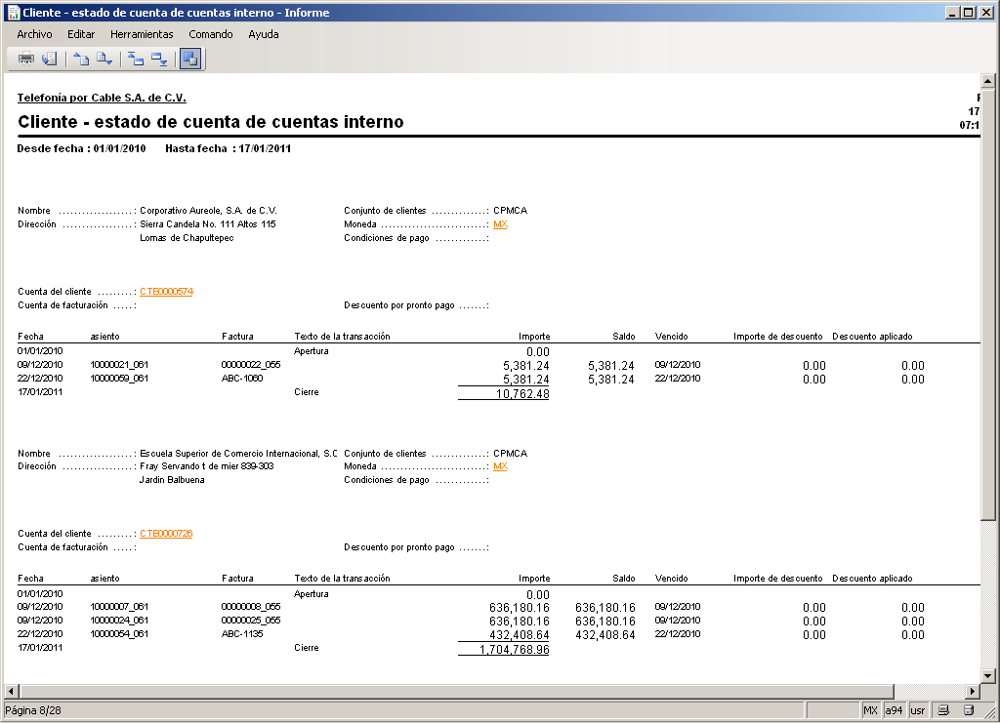 Cliente - estado de cuenta de cuentas interno - Informe
Archivo Editar Herramientas Comando Ayuda
Telefonía por Cable S.A. de C.V.
Cliente - estado de cuenta de cuentas interno
17
07:1
Desde fecha : 01/01/2010 Hasta fecha : 17/01/2011
Nombre ...................: Corporativo Aureole, S.A. de C.V. Conjunto de clientes ..............: CPMCA
Dirección ..................: Sierra Candela No. 111 Altos 115 Moneda ...........................: MX
Lomas de Chapultepec Condiciones de pago .............:
Cuenta del cliente .........: CTE0000574
Cuenta de facturación .....: Descuento por pronto pago .......:
Fecha asiento Factura Texto de la transacción Importe Saldo Vencido Importe de descuento Descuento aplicado
01/01/2010 Apertura 0.00
09/12/2010 10000021_061 00000022_055 5,381.24 5,381.24 09/12/2010 0.00 0.00
22/12/2010 10000059_061 ABC-1060 5,381.24 5,381.24 22/12/2010 0.00 0.00
17/01/2011 Cierre 10,762.48
Nombre ...................: Escuela Superior de Comercio Internacional, S.C Conjunto de clientes ..............: CPMCA
Dirección ..................: Fray Servando t de mier 839-303 Moneda ...........................: MX
Jardin Balbuena Condiciones de pago .............:
Cuenta del cliente .........: CTE0000726
Cuenta de facturación .....: Descuento por pronto pago .......:
Fecha asiento Factura Texto de la transacción Importe Saldo Vencido Importe de descuento Descuento aplicado
01/01/2010 Apertura 0.00
09/12/2010 10000007_061 00000008_055 636,180.16 636,180.16 09/12/2010 0.00 0.00
09/12/2010 10000024_061 00000025_055 636,180.16 636,180.16 09/12/2010 0.00 0.00
22/12/2010 10000054_061 ABC-1135 432,408.64 432,408.64 22/12/2010 0.00 0.00
17/01/2011 Cierre 1,704,768.96
Página 8/28 MX a94 usr